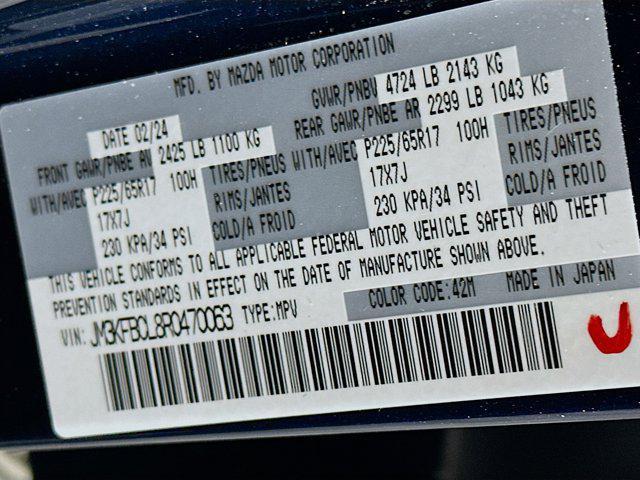 MFD. BY MAZDA MOTOR CORPORATION
DATE 02/24 GVWR/PNBV 4724 LB 2143 KG
FRONT GAWR/PNBE AV 2425 LB 1100 KG REAR GAWR/PNBE AR 2299 LB 1043 KG
WITH/AVEC P225/65R17 100H TIRES/PNEUS WITH/AVEC P225/65R17 100H TIRES/PNEUS
17X7J RIMS/JANTES 17X7J RIMS/JANTES
230 KPA/34 PSI COLD/A FROID 230 KPA/34 PSI COLD/A FROID
THIS VEHICLE CONFORMS TO ALL APPLICABLE FEDERAL MOTOR VEHICLE SAFETY AND THEFT
PREVENTION STANDARDS IN EFFECT ON THE DATE OF MANUFACTURE SHOWN ABOVE.
VIN: JM3KFBCL8R0470063 TYPE:MPV COLOR CODE:42M MADE IN JAPAN